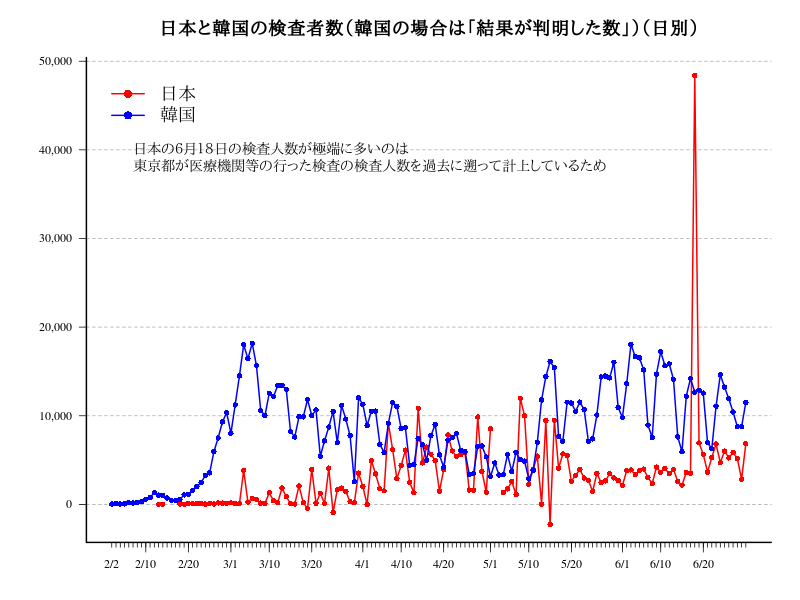 日本と韓国の検査者数(韓国の場合は「結果が判明した数」)(日別)
50,000
日本
韓国
日本の6月18日の検査人数が極端に多いのは
40,000
東京都が医療機関等の行った検査の検査人数を過去に遡って計上しているため
30,000
20,000
10,000
0
2/2 2/10 2/20 3/1 3/10 3/20 4/1 4/10 4/20 5/1 5/10 5/20 6/1 6/10 6/20